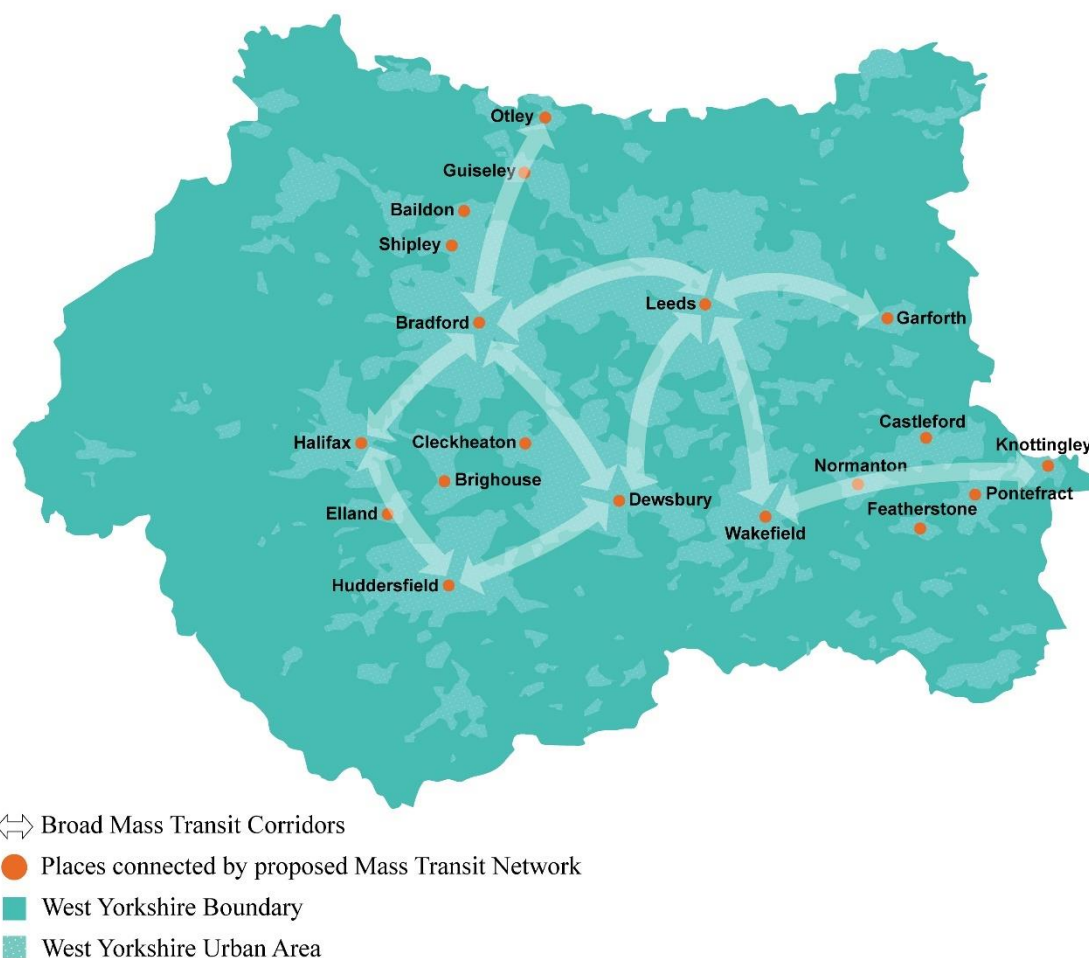 Otley
Guiseley
Baildon
Shipley
Leeds
Bradford
Garforth
Castleford
Halifax
Cleckheaton
Knottingley
Normanton
Brighouse
Dewsbury
Pontefract
Elland
Featherstone
Wakefield
Huddersfield
Broad Mass Transit Corridors
Places connected by proposed Mass Transit Network
West Yorkshire Boundary
West Yorkshire Urban Area